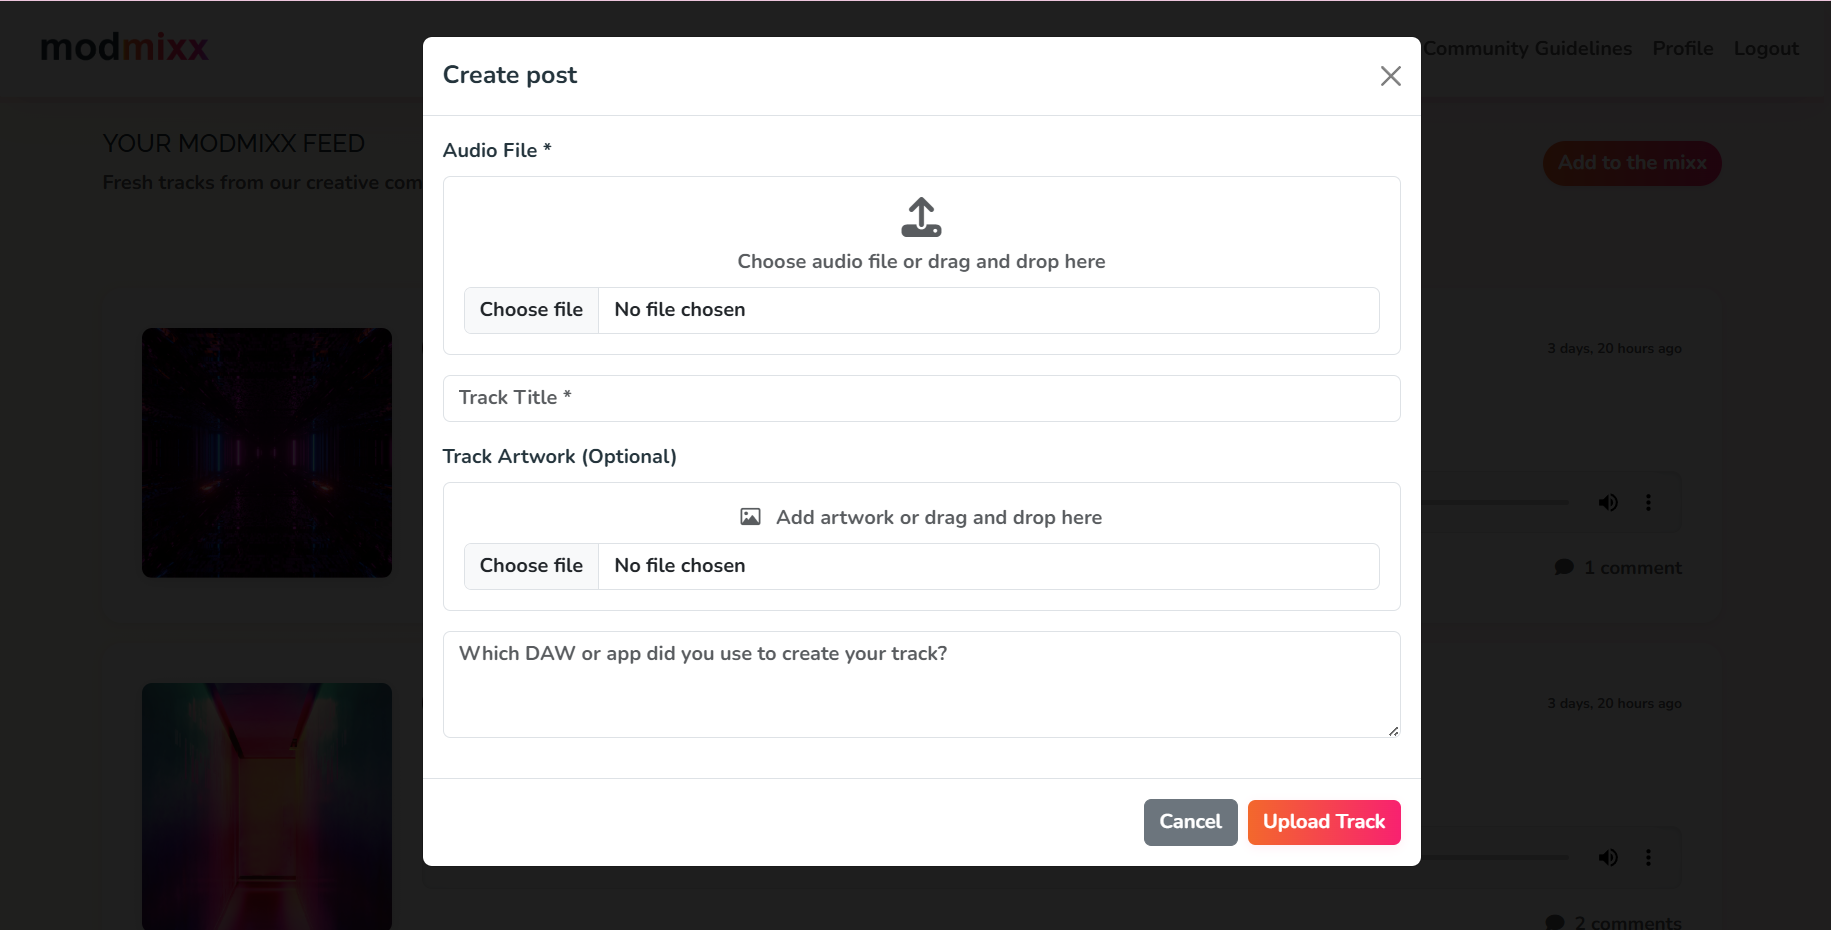 modmixx
Community Guidelines Profile Logout
Create post
YOUR MODMIXX FEED
Fresh tracks from our creative com
Add to the mixx
Audio File *
Choose audio file or drag and drop here
Choose file No file chosen
Track Title *
3 days, 20 hours ago
Track Artwork (Optional)
Add artwork or drag and drop here
Choose file No file chosen
1 comment
Which DAW or app did you use to create your track?
3 days, 20 hours ago
Cancel Upload Track
2 comments